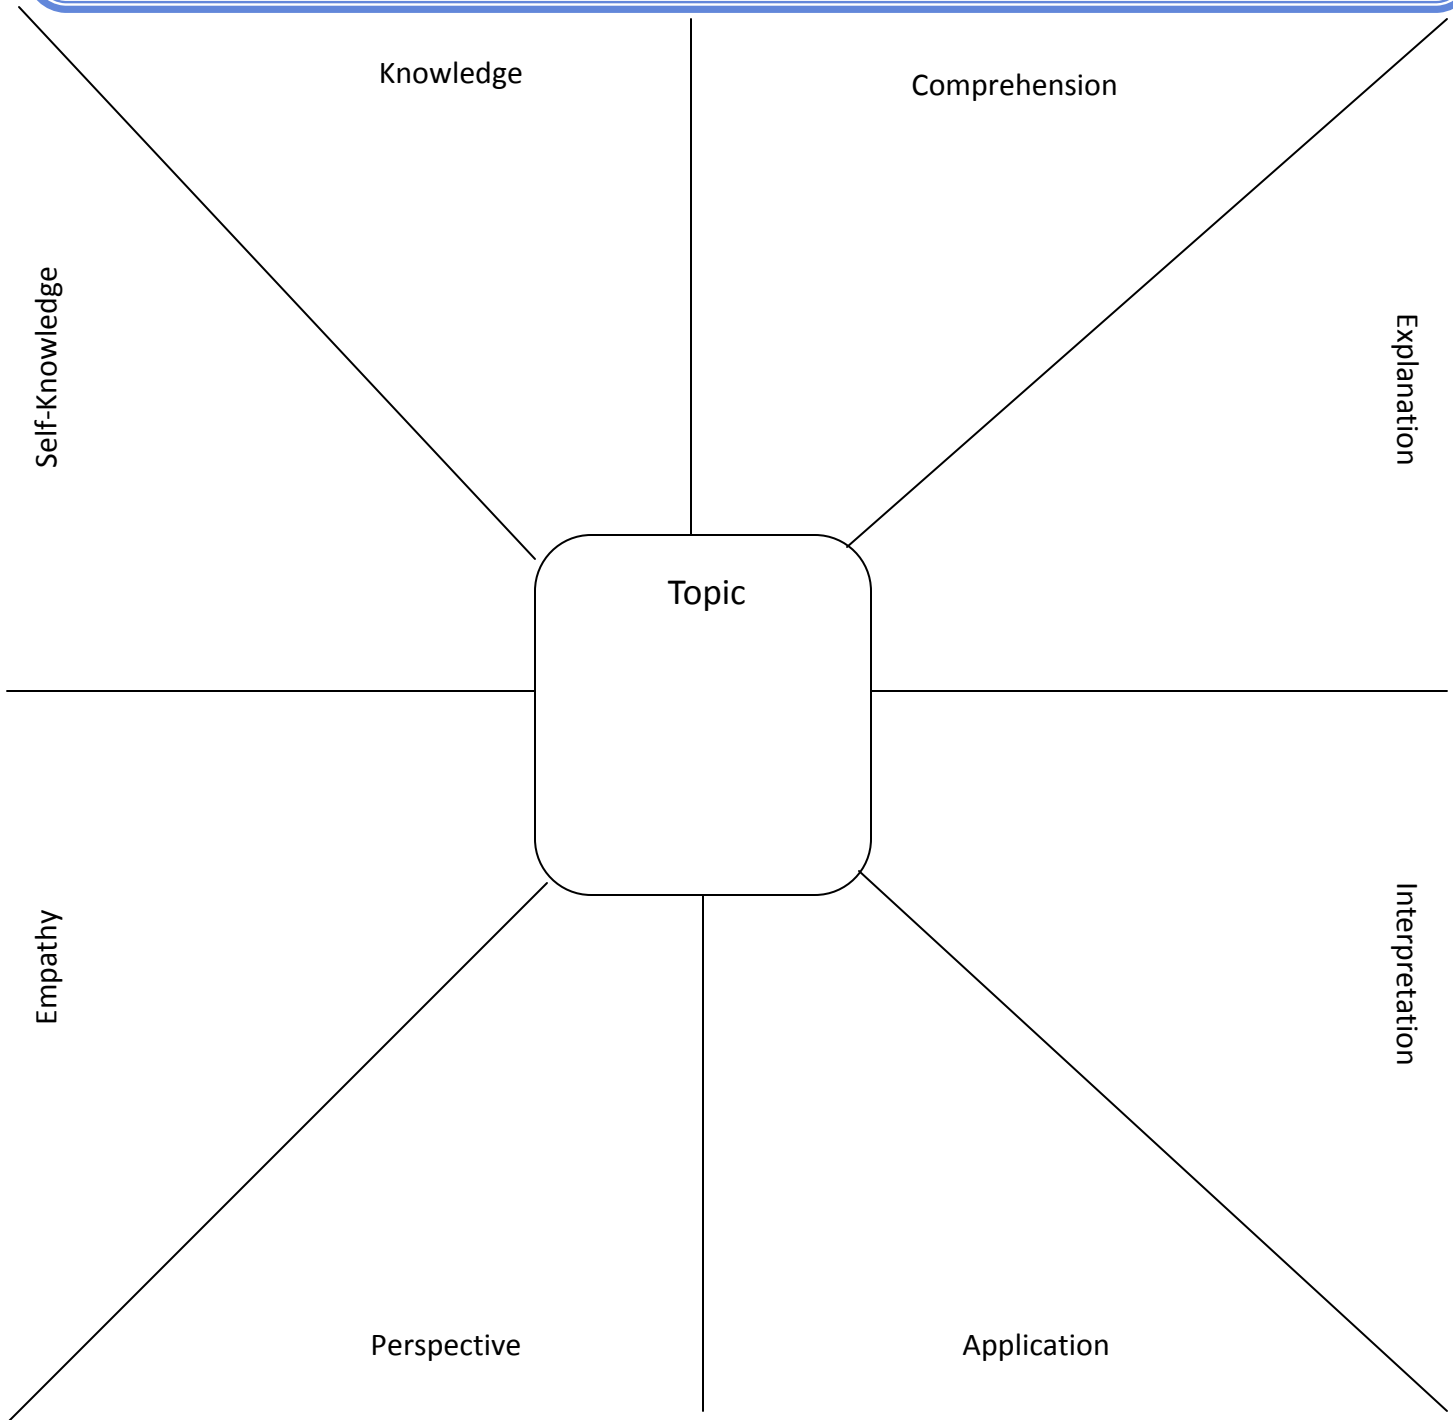 Knowledge
Comprehension
Self-Knowledge
Explanation
Topic
Empathy
Interpretation
Perspective
Application